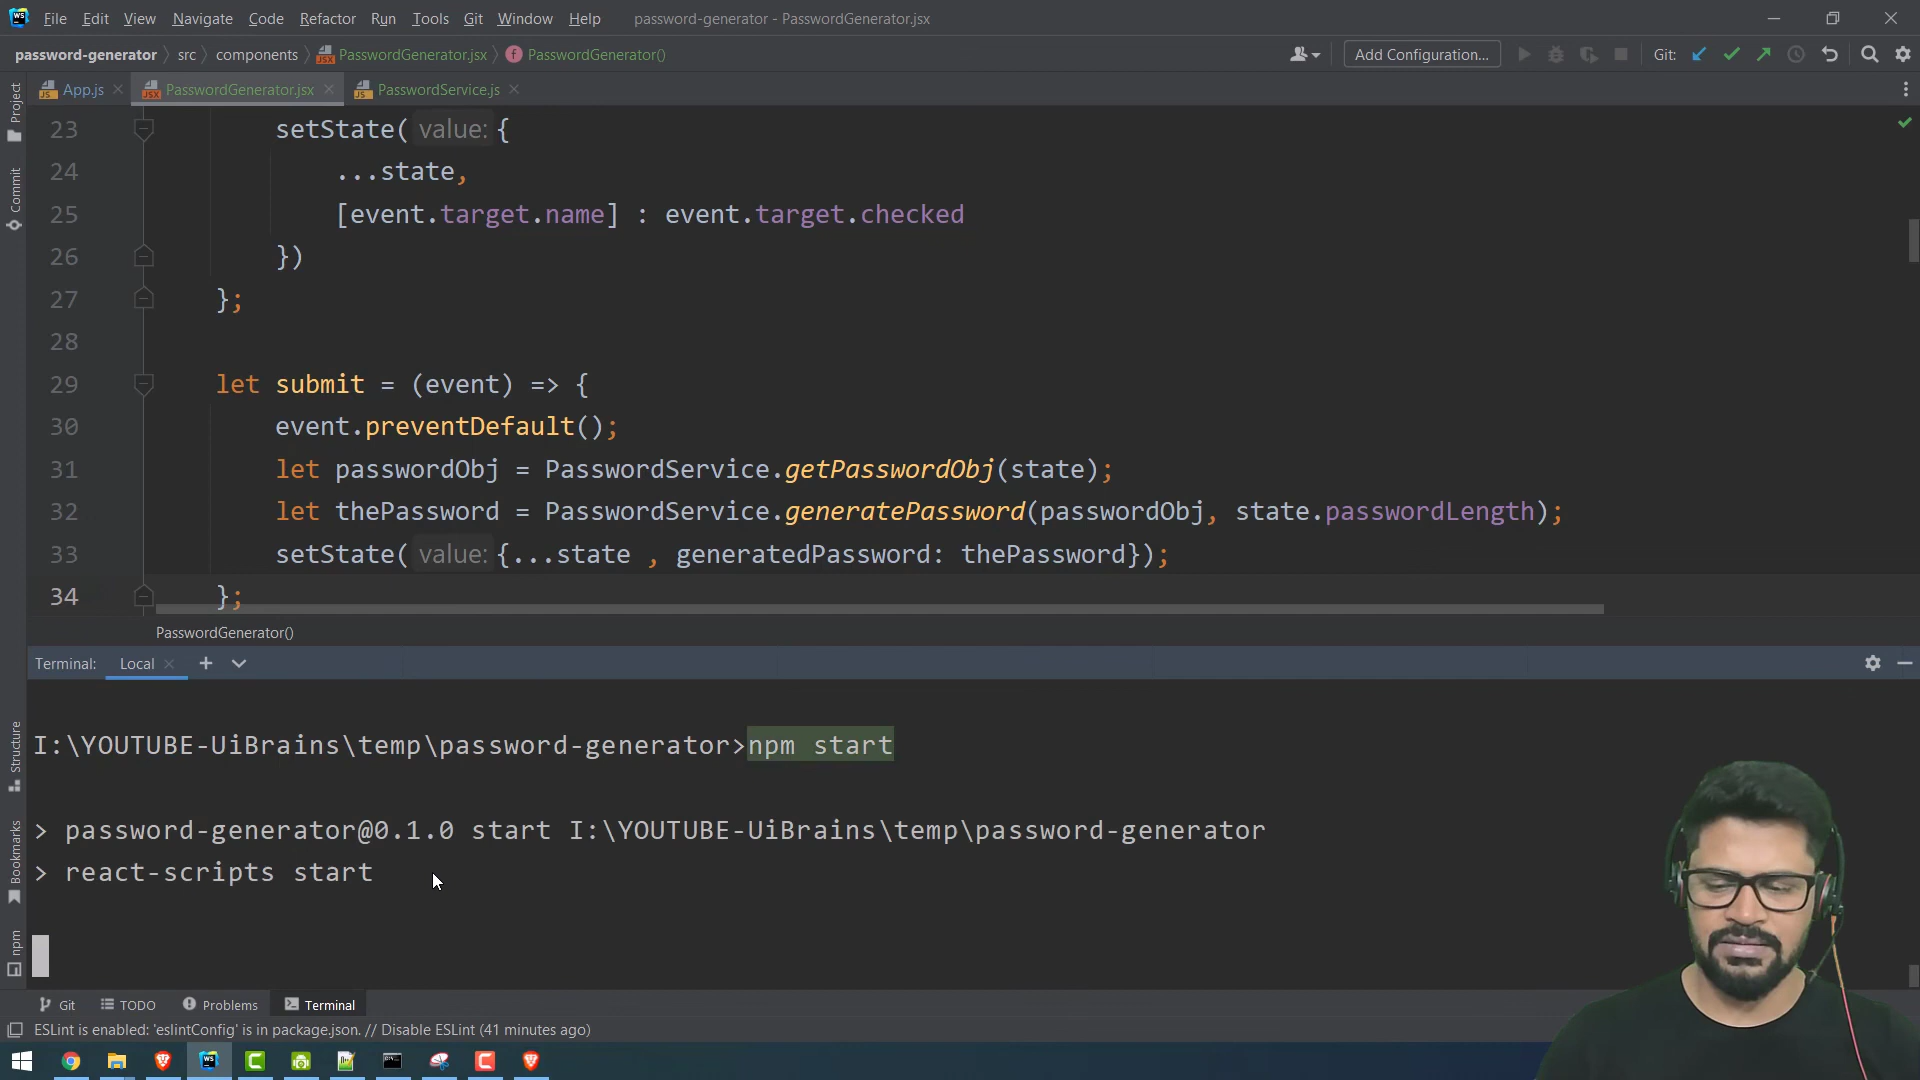 File Edit View Navigate Code Refactor Run Tools Git Window Help password-generator - PasswordGenerator.jsx
password-generator src components PasswordGenerator.jsx PasswordGenerator() Add Configuration... Git:
App.js PasswordGenerator.jsx PasswordService.js
Project
Commit
Structure
Bookmarks
npm
23 setState( value: {
24 ...state,
25 [event.target.name] : event.target.checked
26 })
27 };
28
29 let submit = (event) => {
30 event.preventDefault();
31 let passwordObj = PasswordService.getPasswordObj(state);
32 let thePassword = PasswordService.generatePassword(passwordObj, state.passwordLength);
33 setState( value: {...state , generatedPassword: thePassword});
34 };
PasswordGenerator()
Terminal: Local
I:\YOUTUBE-UiBrains\temp\password-generator>npm start
> password-generator@0.1.0 start I:\YOUTUBE-UiBrains\temp\password-generator
> react-scripts start
Git TODO Problems Terminal
ESLint is enabled: 'eslintConfig' is in package.json. // Disable ESLint (41 minutes ago)